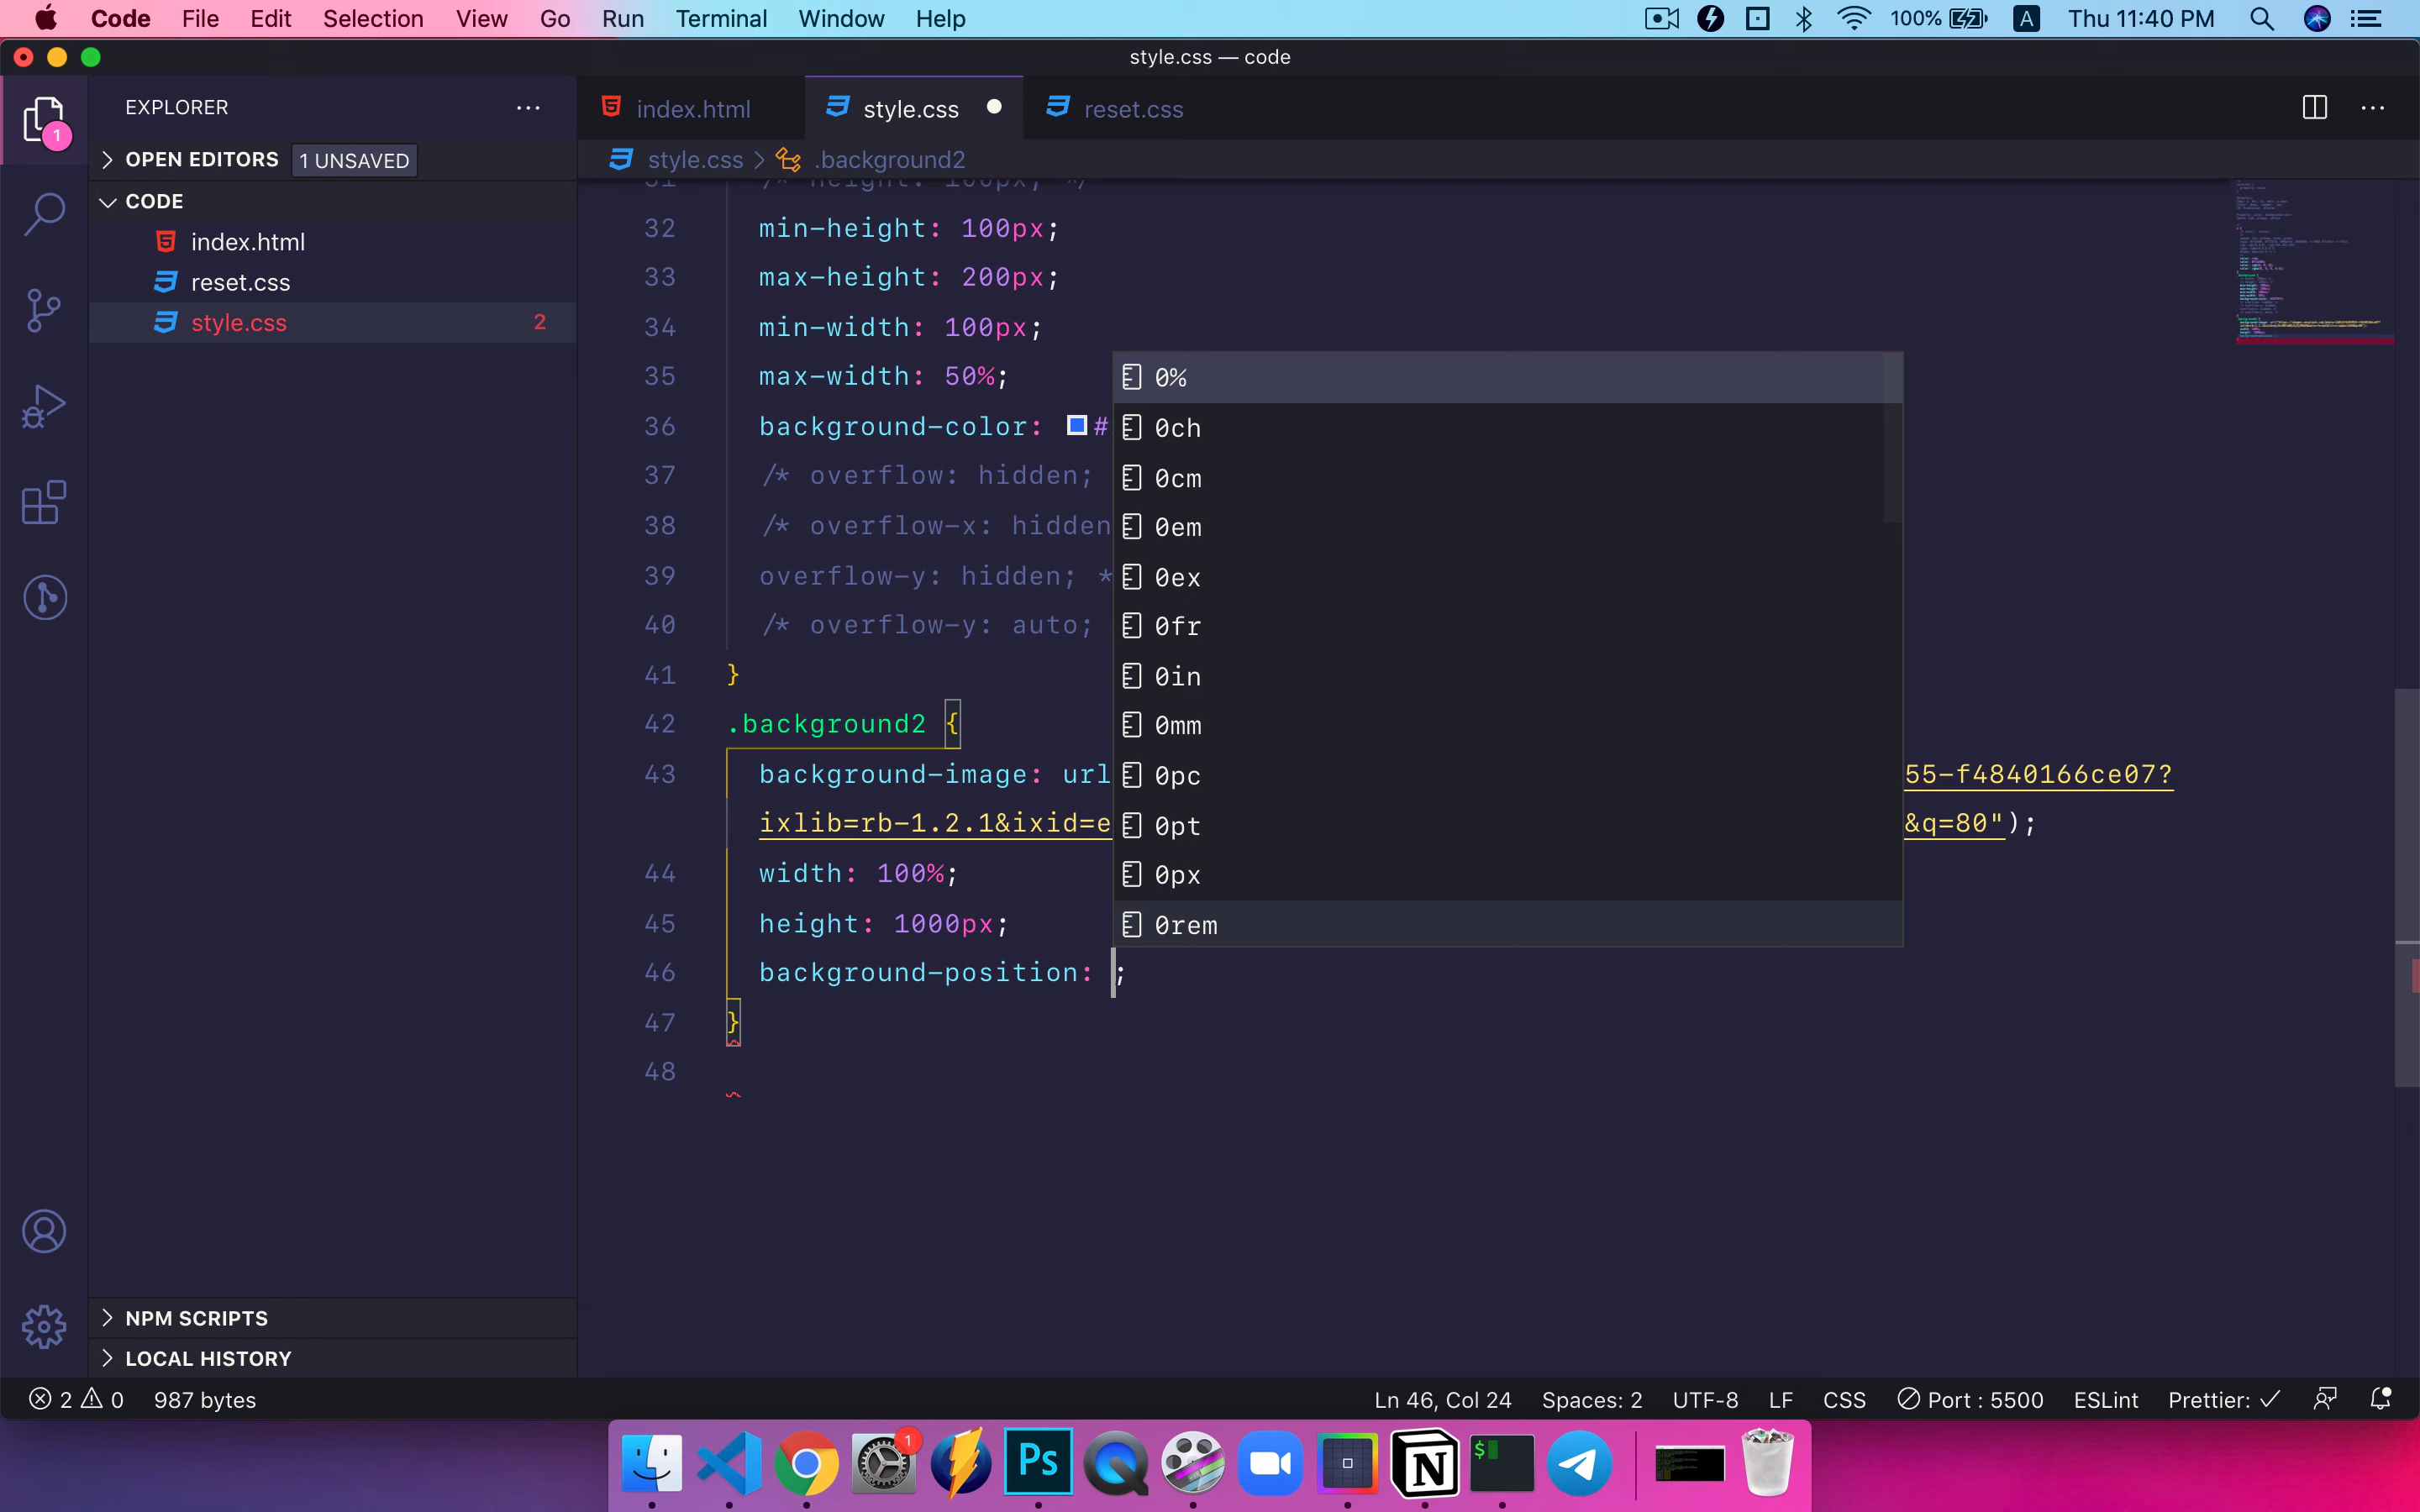 Code File Edit Selection View Go Run Terminal Window Help 100% A Thu 11:40 PM
style.css — code
EXPLORER
1
OPEN EDITORS 1 UNSAVED
CODE
index.html
reset.css
style.css 2
NPM SCRIPTS
LOCAL HISTORY
index.html style.css reset.css
style.css > .background2
31 /* height: 100px; */
32 min-height: 100px;
33 max-height: 200px;
34 min-width: 100px;
35 max-width: 50%;
36 background-color: #
37 /* overflow: hidden;
38 /* overflow-x: hidden
39 overflow-y: hidden; *
40 /* overflow-y: auto;
41 }
42 .background2 {
43 background-image: url 55-f4840166ce07?
ixlib=rb-1.2.1&ixid=e &q=80");
44 width: 100%;
45 height: 1000px;
46 background-position: ;
47 }
48
0%
0ch
0cm
0em
0ex
0fr
0in
0mm
0pc
0pt
0px
0rem
2 0 987 bytes Ln 46, Col 24 Spaces: 2 UTF-8 LF CSS Port : 5500 ESLint Prettier: ✓
1 Ps N $